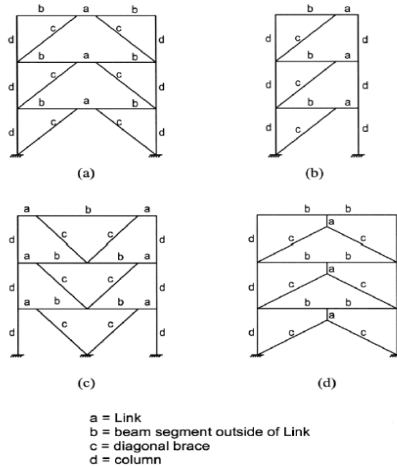 b a b
d c c d
b a b
d c c d
b a b
d c c d
(a)
b a
d c d
b a
d c d
b a
d c d
(b)
a b a
d c c d
a b b a
d c c d
a b b a
d c c d
(c)
b b
a
d c c
b b
a
d c c
b b
a
d c c
(d)
a = Link
b = beam segment outside of Link
c = diagonal brace
d = column